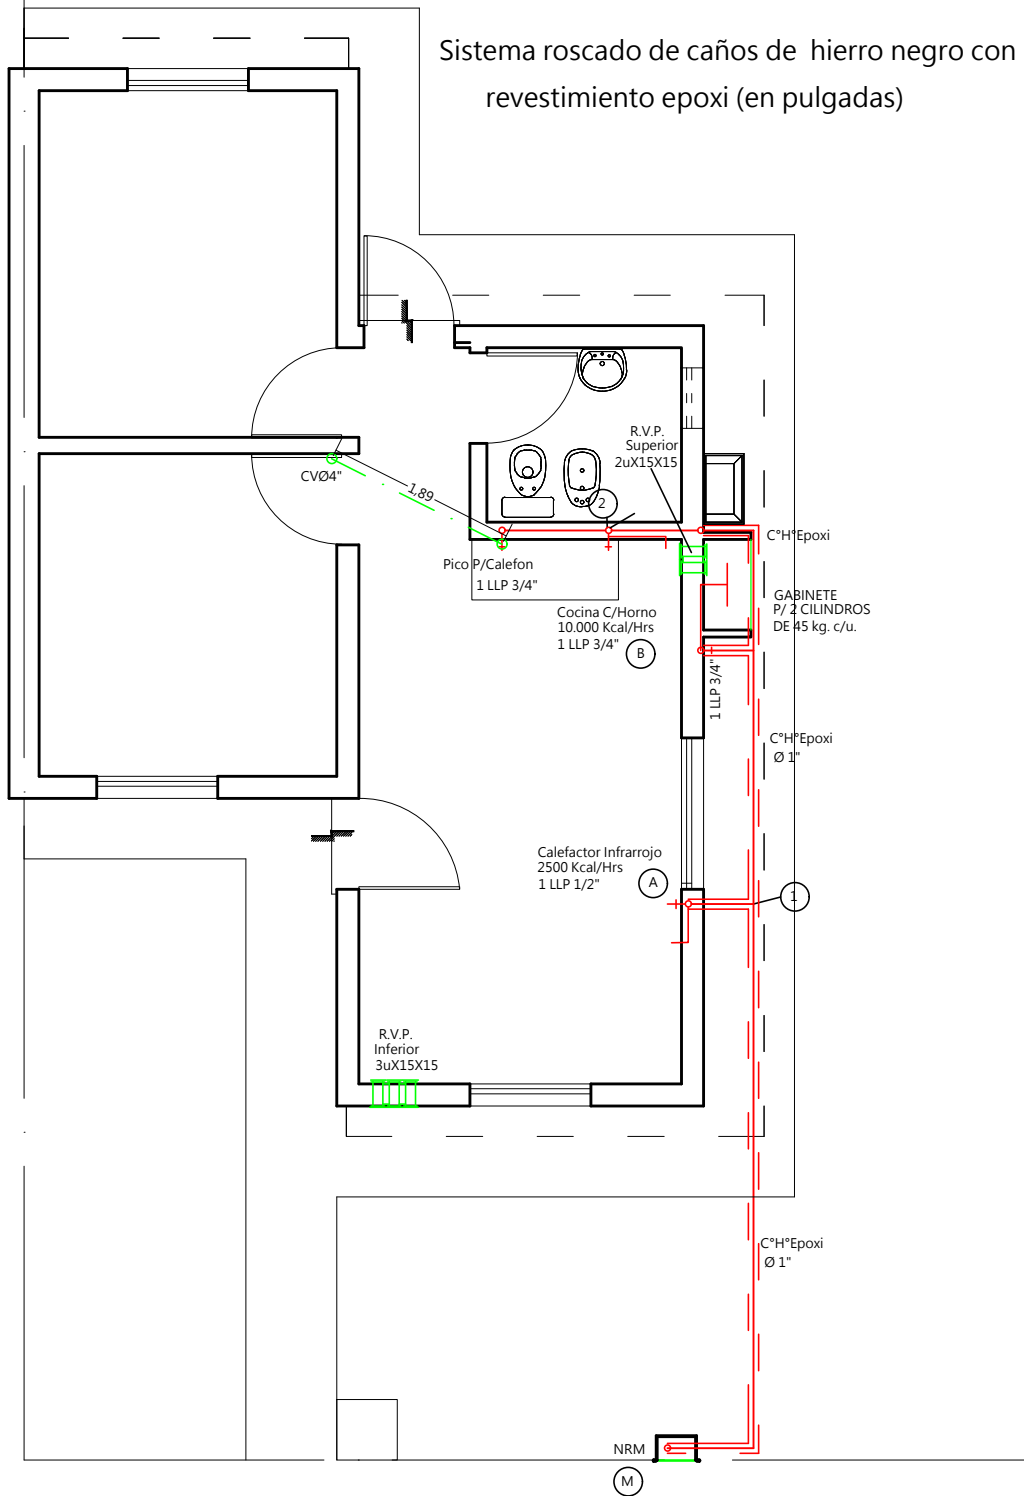 Sistema roscado de caños de hierro negro con
revestimiento epoxi (en pulgadas)
R.V.P.
Superior
2uX15X15
CVØ4"
1,89
2
C°H°Epoxi
Pico P/Calefon
1 LLP 3/4"
GABINETE
P/ 2 CILINDROS
DE 45 kg. c/u.
Cocina C/Horno
10.000 Kcal/Hrs
1 LLP 3/4"
B
1 LLP 3/4"
C°H°Epoxi
Ø 1"
Calefactor Infrarrojo
2500 Kcal/Hrs
1 LLP 1/2"
A
1
R.V.P.
Inferior
3uX15X15
C°H°Epoxi
Ø 1"
NRM
M